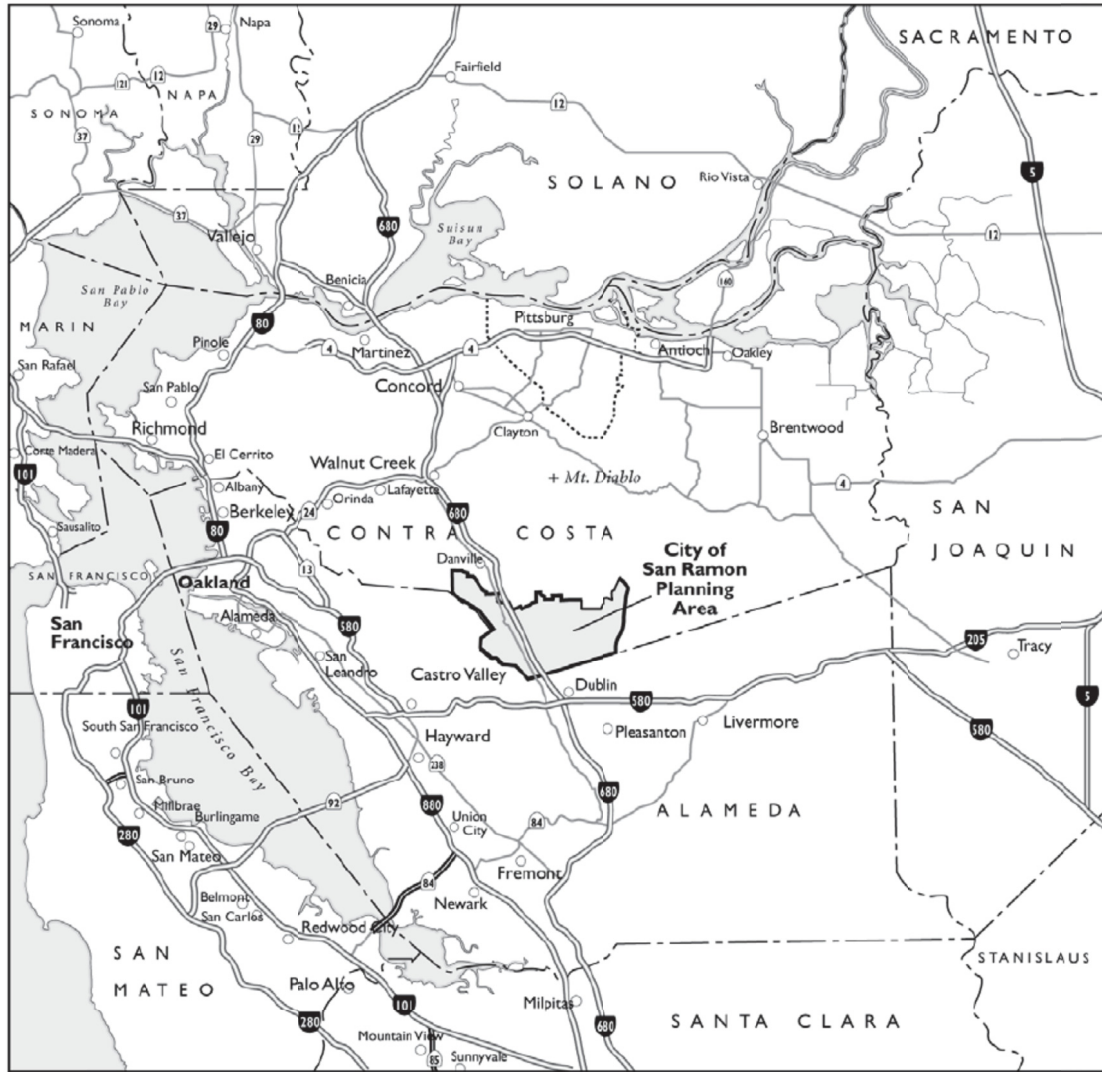 Sonoma
29
Napa
SACRAMENTO
Fairfield
12
121
NAPA
12
SONOMA
37
29
12
5
SOLANO
Rio Vista
37
680
Suisun
Bay
12
Vallejo
Benicia
160
San Pablo
Bay
80
Pittsburg
MARIN
Pinole
4
Martinez
4
Antioch
Oakley
San Rafael
Concord
San Pablo
Clayton
Brentwood
Richmond
Corte Madera
El Cerrito
Walnut Creek
+ Mt. Diablo
101
Albany
Lafayette
4
Berkeley
24
Orinda
680
SAN
JOAQUIN
Sausalito
80
CONTRA COSTA
Danville
City of
San Ramon
Planning
Area
SAN FRANCISCO
Oakland
13
San
Francisco
Alameda
580
205
Tracy
San
Leandro
Castro Valley
Dublin
580
5
San Francisco Bay
101
South San Francisco
Hayward
Pleasanton
Livermore
580
238
San Bruno
92
880
680
ALAMEDA
Millbrae
Burlingame
Union
City
84
280
San Mateo
Fremont
84
Newark
Belmont
San Carlos
Redwood City
SAN
MATEO
STANISLAUS
Palo Alto
Milpitas
101
280
680
SANTA CLARA
Mountain View
85
Sunnyvale